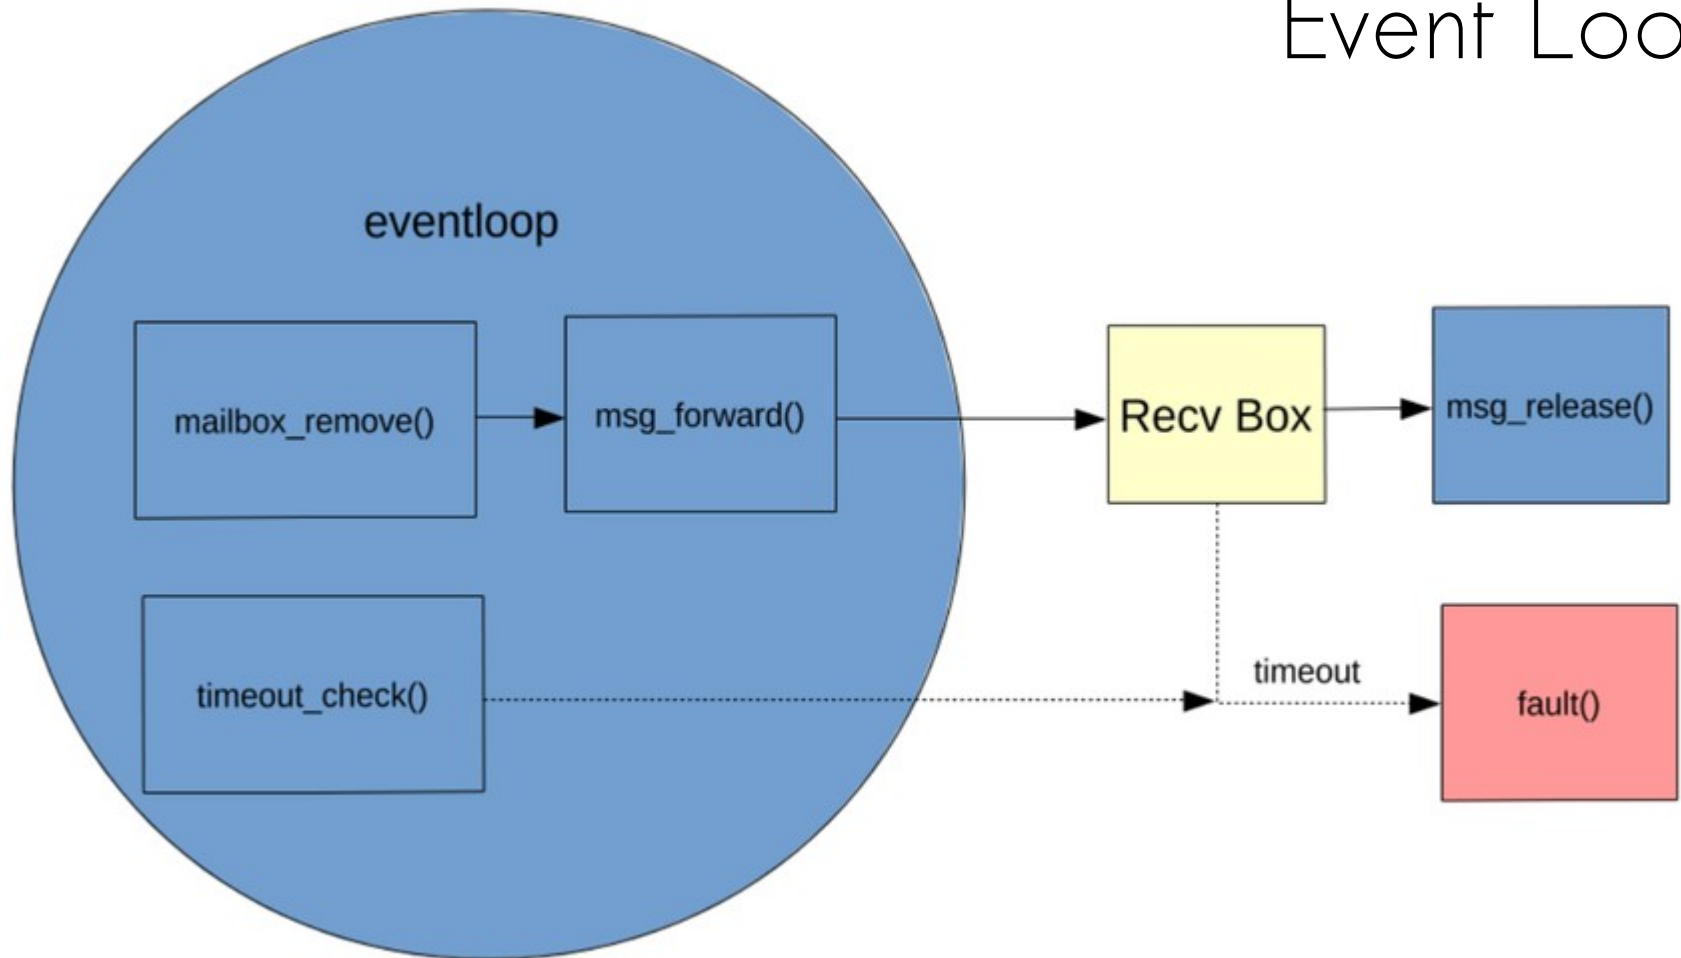 Event Loo
eventloop
mailbox_remove()
msg_forward()
Recv Box
msg_release()
timeout_check()
timeout
fault()